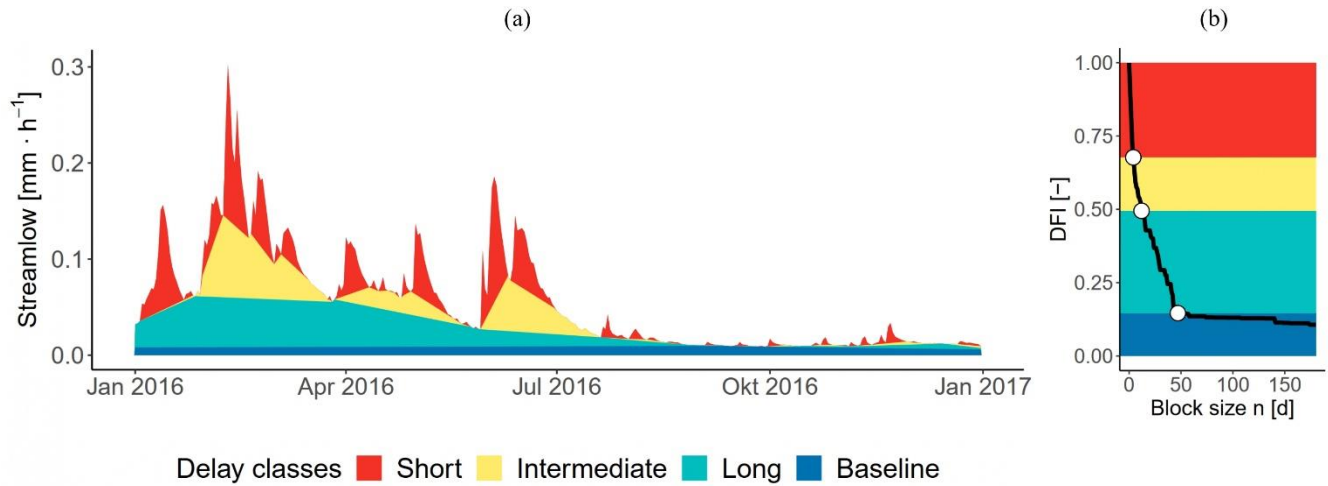 (a)
Streamlow [mm · h⁻¹]
0.3
0.2
0.1
0.0
Jan 2016 Apr 2016 Jul 2016 Okt 2016 Jan 2017
(b)
DFI [–]
1.00
0.75
0.50
0.25
0.00
0 50 100 150
Block size n [d]
Delay classes Short Intermediate Long Baseline